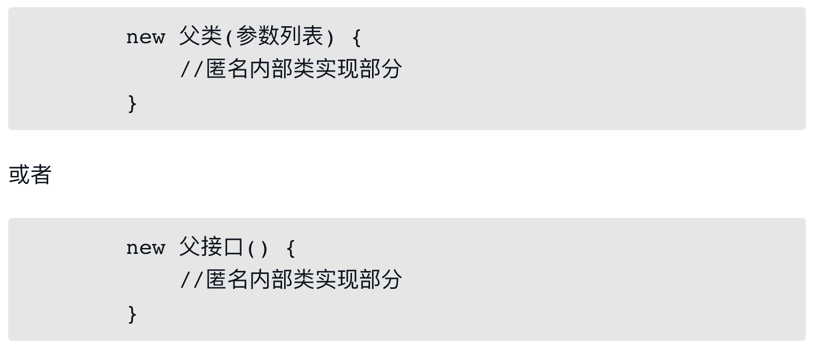 new 父类(参数列表) {
//匿名内部类实现部分
}
或者
new 父接口() {
//匿名内部类实现部分
}